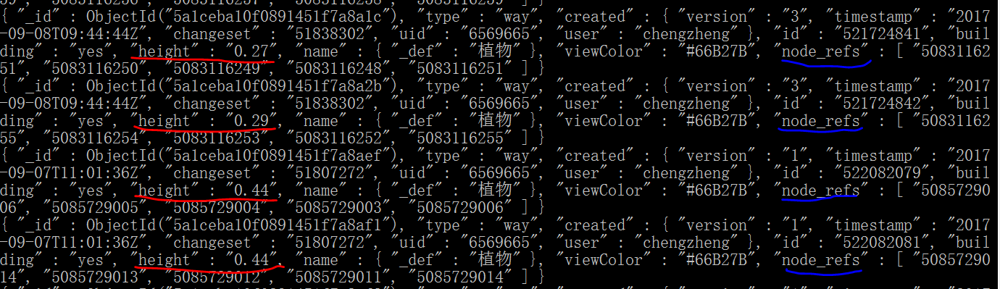 { "_id" : ObjectId("5a1ceba10f0891451f7a8a1c"), "type" : "way", "created" : { "version" : "3", "timestamp" : "2017
-09-08T09:44:44Z", "changeset" : "51838302", "uid" : "6569665", "user" : "chengzheng" }, "id" : "521724841", "buil
ding" : "yes", "height" : "0.27", "name" : { "_def" : "植物" }, "viewColor" : "#66B27B", "node_refs" : [ "50831162
51", "5083116250", "5083116249", "5083116248", "5083116251" ] }
{ "_id" : ObjectId("5a1ceba10f0891451f7a8a2b"), "type" : "way", "created" : { "version" : "3", "timestamp" : "2017
-09-08T09:44:44Z", "changeset" : "51838302", "uid" : "6569665", "user" : "chengzheng" }, "id" : "521724842", "buil
ding" : "yes", "height" : "0.29", "name" : { "_def" : "植物" }, "viewColor" : "#66B27B", "node_refs" : [ "50831162
55", "5083116254", "5083116253", "5083116252", "5083116255" ] }
{ "_id" : ObjectId("5a1ceba10f0891451f7a8aef"), "type" : "way", "created" : { "version" : "1", "timestamp" : "2017
-09-07T11:01:36Z", "changeset" : "51807272", "uid" : "6569665", "user" : "chengzheng" }, "id" : "522082079", "buil
ding" : "yes", "height" : "0.44", "name" : { "_def" : "植物" }, "viewColor" : "#66B27B", "node_refs" : [ "50857290
06", "5085729005", "5085729004", "5085729003", "5085729006" ] }
{ "_id" : ObjectId("5a1ceba10f0891451f7a8af1"), "type" : "way", "created" : { "version" : "1", "timestamp" : "2017
-09-07T11:01:36Z", "changeset" : "51807272", "uid" : "6569665", "user" : "chengzheng" }, "id" : "522082081", "buil
ding" : "yes", "height" : "0.44", "name" : { "_def" : "植物" }, "viewColor" : "#66B27B", "node_refs" : [ "50857290
14", "5085729013", "5085729012", "5085729011", "5085729014" ] }